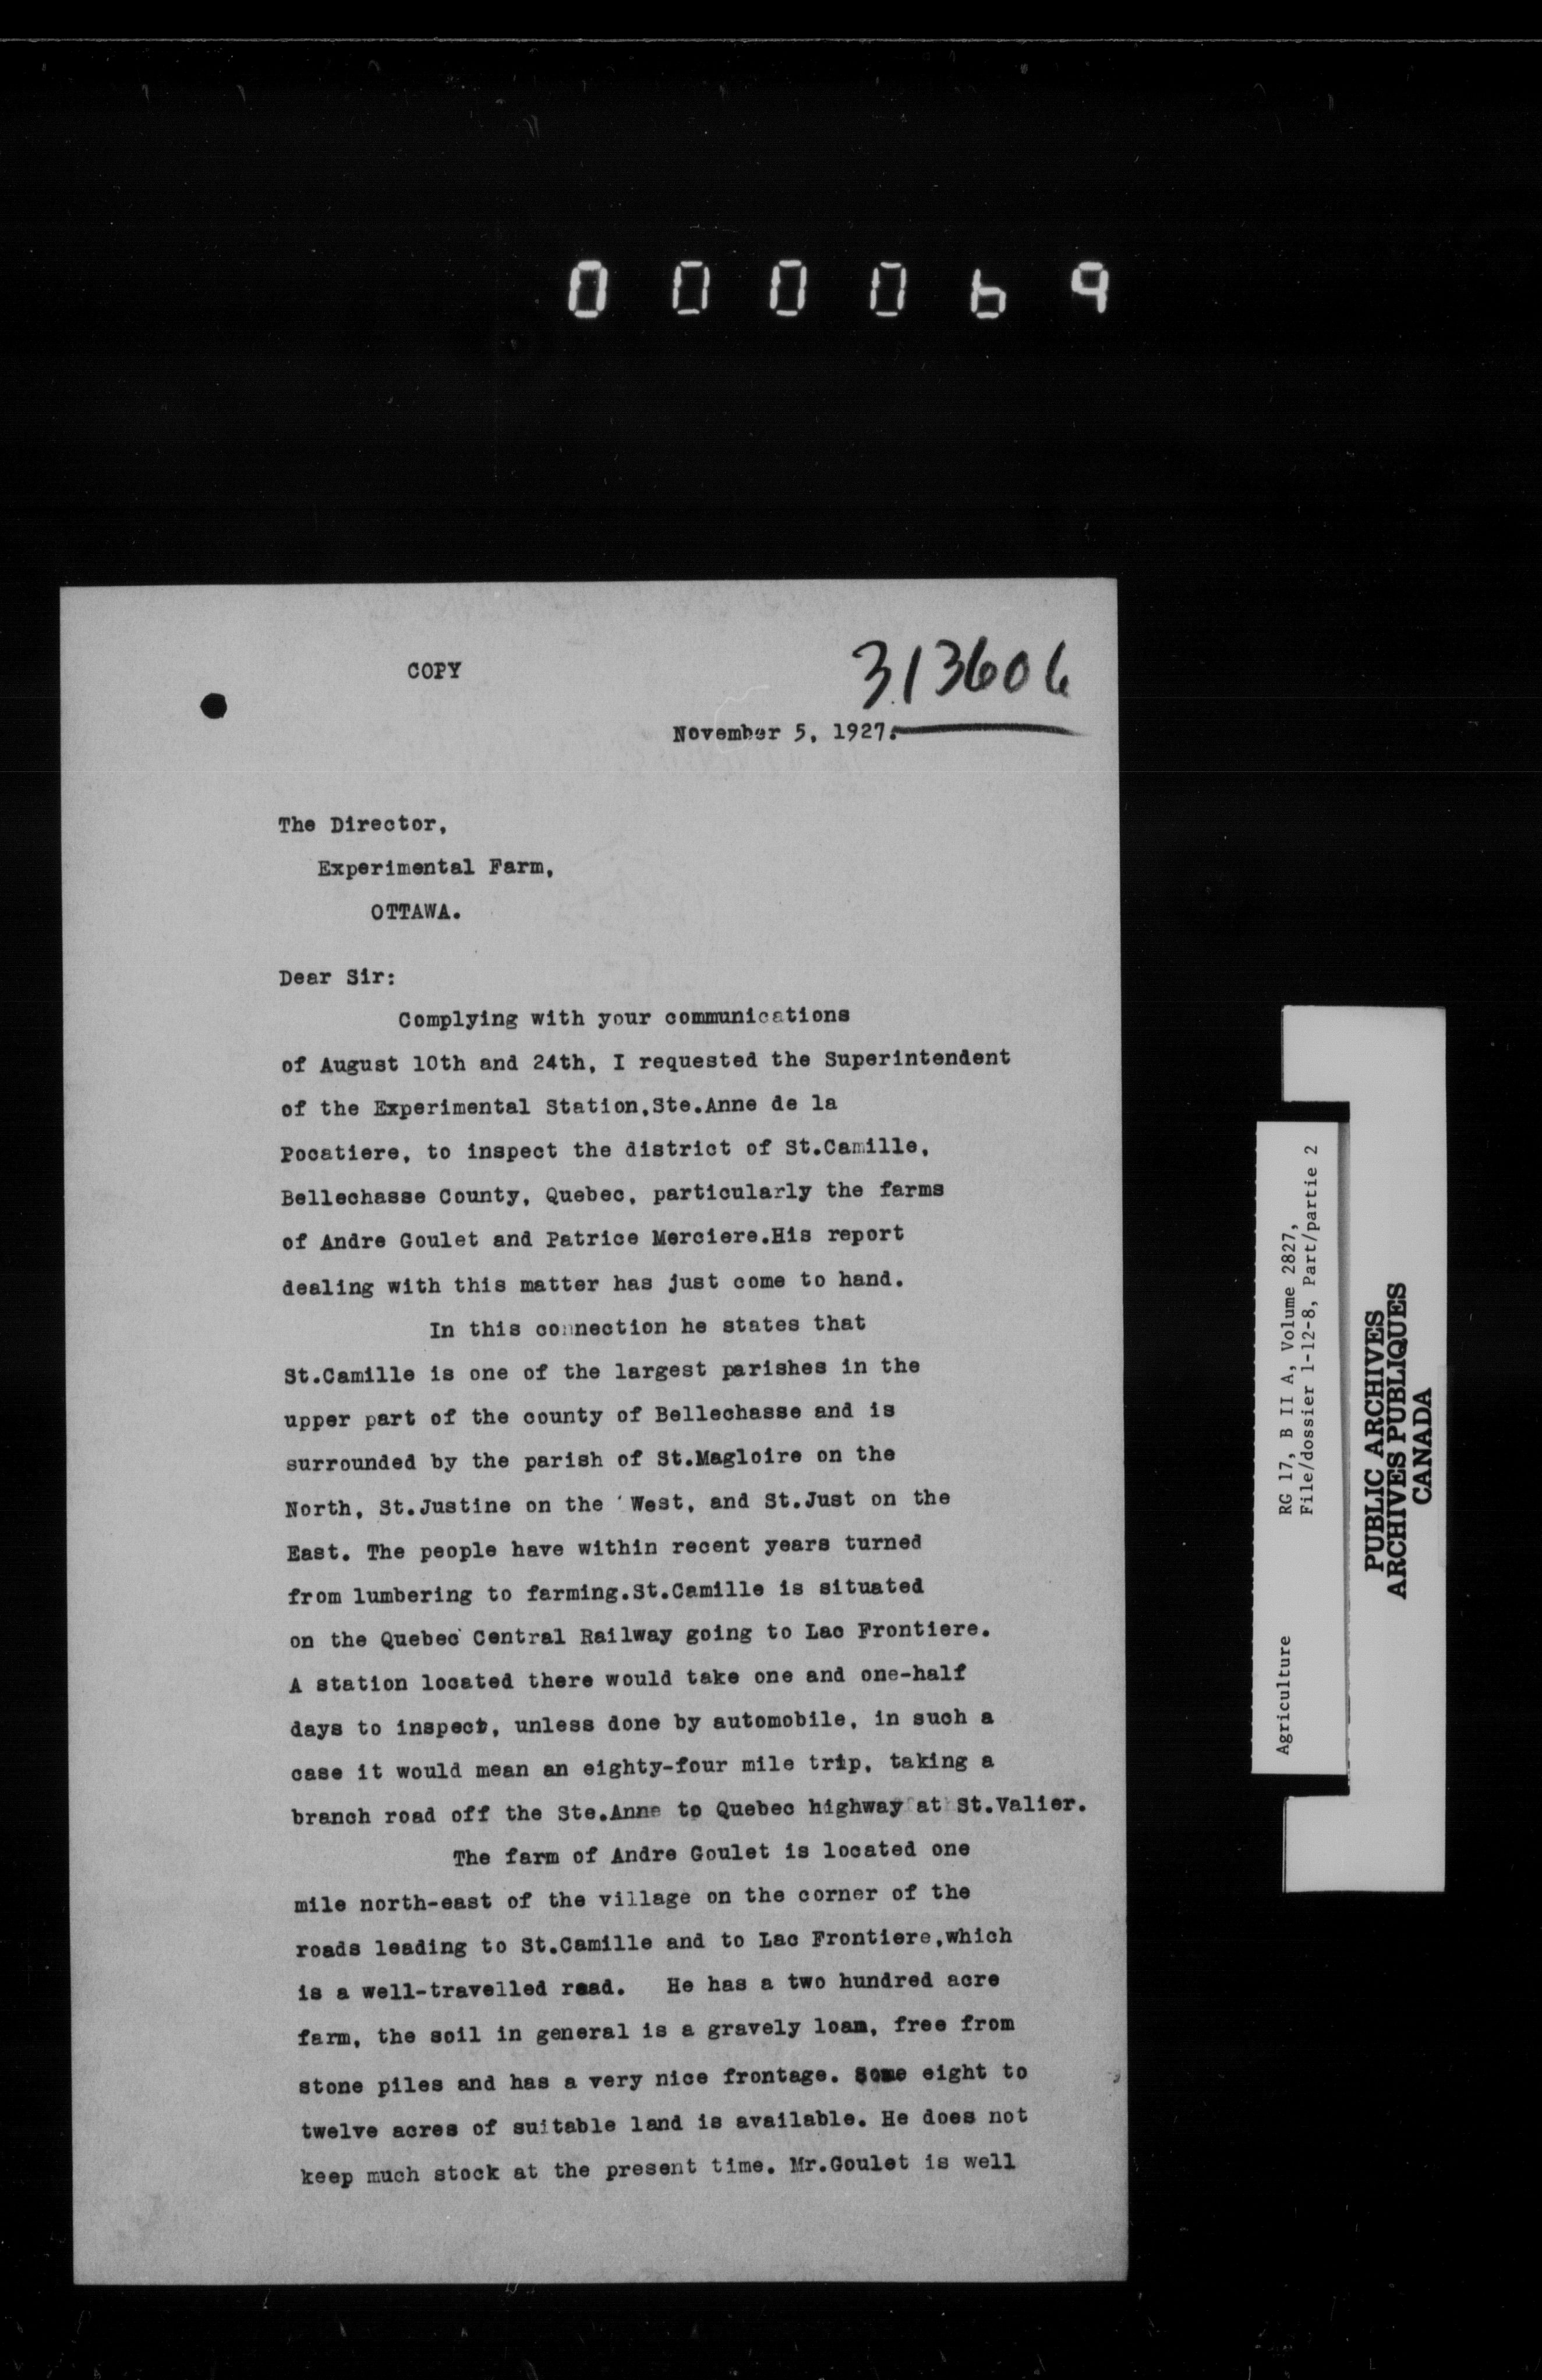 000069
COPY
313606
November 5, 1927.
The Director,
Experimental Farm,
OTTAWA.
Dear Sir:
Complying with your communications
of August 10th and 24th, I requested the Superintendent
of the Experimental Station,Ste.Anne de la
Pocatiere, to inspect the district of St.Camille,
Bellechasse County, Quebec, particularly the farms
of Andre Goulet and Patrice Merciere.His report
dealing with this matter has just come to hand.
In this connection he states that
St.Camille is one of the largest parishes in the
upper part of the county of Bellechasse and is
surrounded by the parish of St.Magloire on the
North, St.Justine on the West, and St.Just on the
East. The people have within recent years turned
from lumbering to farming.St.Camille is situated
on the Quebec Central Railway going to Lac Frontiere.
A station located there would take one and one-half
days to inspect, unless done by automobile, in such a
case it would mean an eighty-four mile trip, taking a
branch road off the Ste.Anne to Quebec highway at St.Valier.
The farm of Andre Goulet is located one
mile north-east of the village on the corner of the
roads leading to St.Camille and to Lac Frontiere,which
is a well-travelled road. He has a two hundred acre
farm, the soil in general is a gravely loam, free from
stone piles and has a very nice frontage. Some eight to
twelve acres of suitable land is available. He does not
keep much stock at the present time. Mr.Goulet is well
Agriculture RG 17, B II A, Volume 2827,
File/dossier 1-12-8, Part/partie 2
PUBLIC ARCHIVES
ARCHIVES PUBLIQUES
CANADA